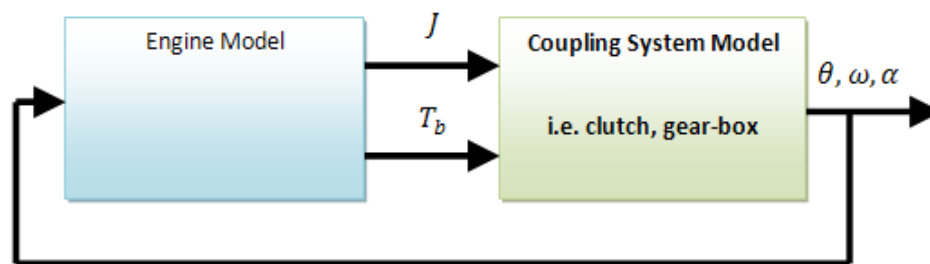 Engine Model
J
T_b
Coupling System Model
i.e. clutch, gear-box
θ, ω, α